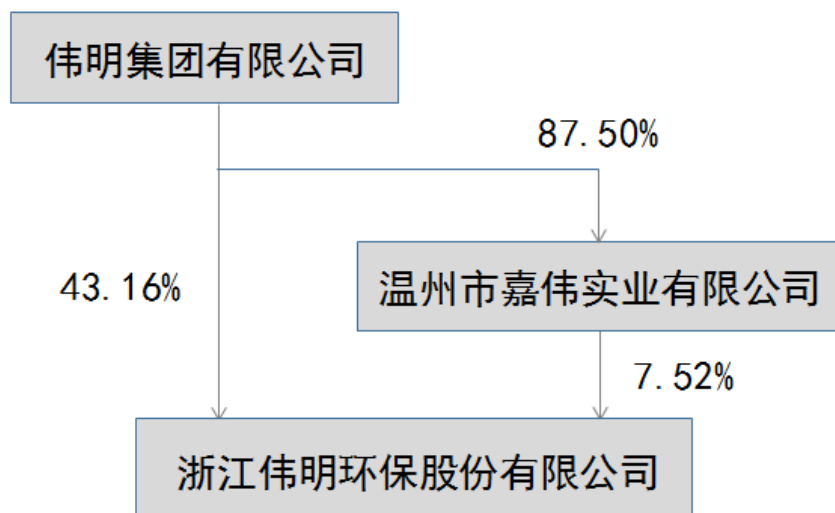 伟明集团有限公司
87.50%
43.16%
温州市嘉伟实业有限公司
7.52%
浙江伟明环保股份有限公司